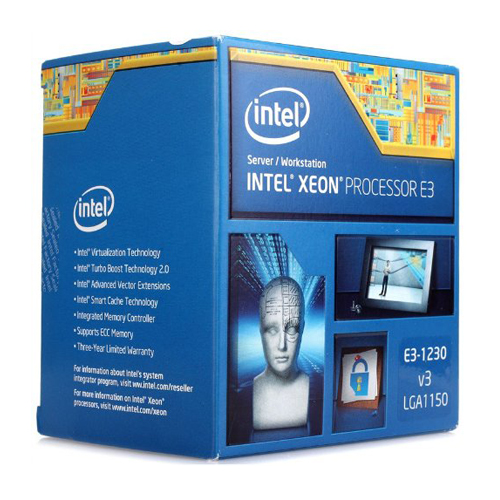 intel
• Intel® Virtualization Technology
• Intel® Turbo Boost Technology 2.0
• Intel® Advanced Vector Extensions
• Intel® Smart Cache Technology
• Integrated Memory Controller
• Supports ECC Memory
• Three-Year Limited Warranty
For information about Intel's system
integrator program, visit www.intel.com/reseller
For more information on Intel® Xeon®
processors, visit www.intel.com/xeon
intel
Server / Workstation
INTEL® XEON® PROCESSOR E3
E3-1230
v3
LGA1150